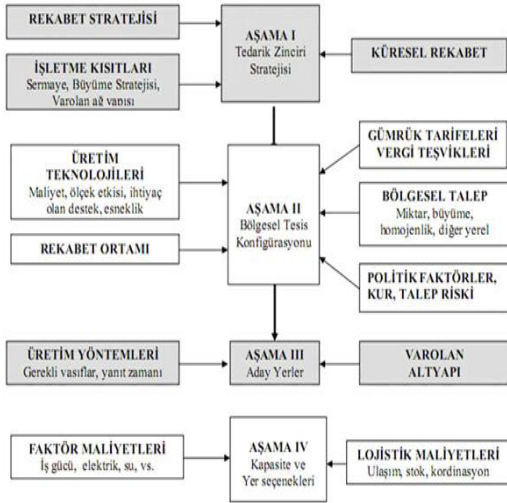 REKABET STRATEJİSİ
İŞLETME KISITLARI
Sermaye, Büyüme Stratejisi,
Varolan ağ yapısı
AŞAMA I
Tedarik Zinciri
Stratejisi
KÜRESEL REKABET
ÜRETİM
TEKNOLOJİLERİ
Maliyet, ölçek etkisi, ihtiyaç
olan destek, esneklik
REKABET ORTAMI
AŞAMA II
Bölgesel Tesis
Konfigürasyonu
GÜMRÜK TARİFELERİ
VERGİ TEŞVİKLERİ
BÖLGESEL TALEP
Miktar, büyüme,
homojenlik, diğer yerel
POLİTİK FAKTÖRLER,
KUR, TALEP RİSKİ
ÜRETİM YÖNTEMLERİ
Gerekli vasıflar, yanıt zamanı
AŞAMA III
Aday Yerler
VAROLAN
ALTYAPI
FAKTÖR MALİYETLERİ
İş gücü, elektrik, su, vs.
AŞAMA IV
Kapasite ve
Yer seçenekleri
LOJİSTİK MALİYETLERİ
Ulaşım, stok, kordinasyon